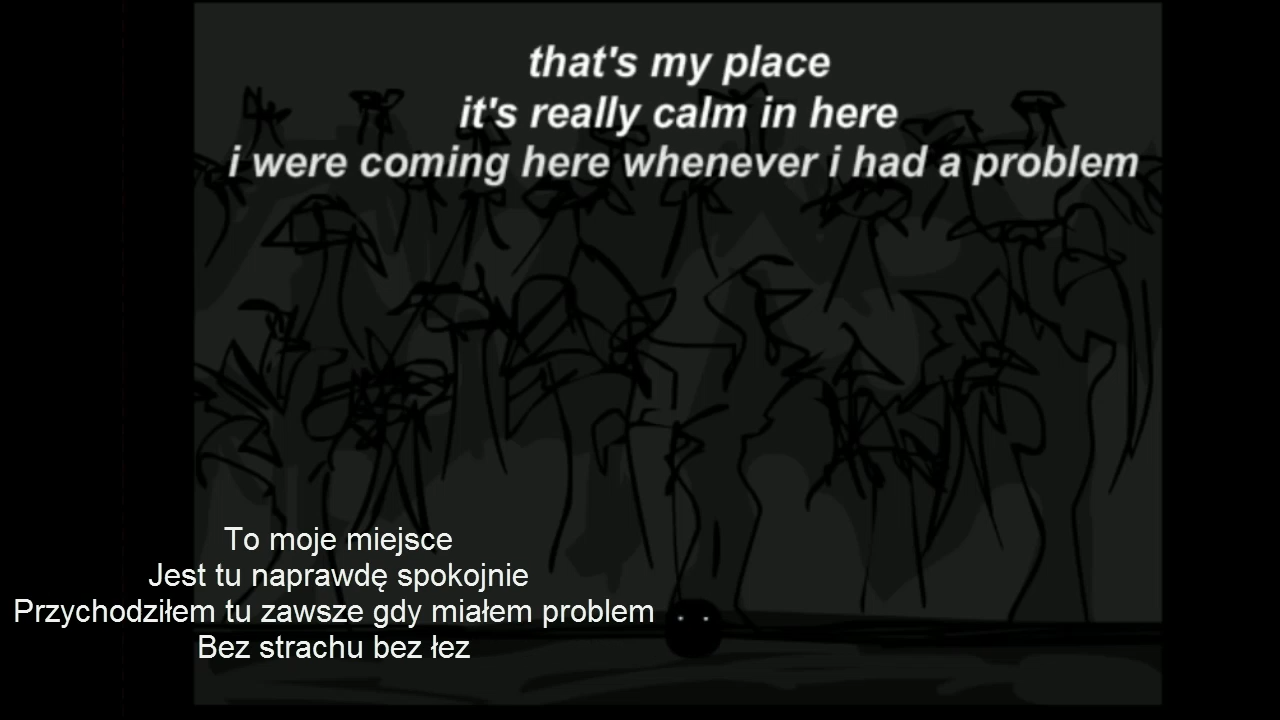 that's my place
it's really calm in here
i were coming here whenever i had a problem
To moje miejsce
Jest tu naprawdę spokojnie
Przychodziłem tu zawsze gdy miałem problem
Bez strachu bez łez